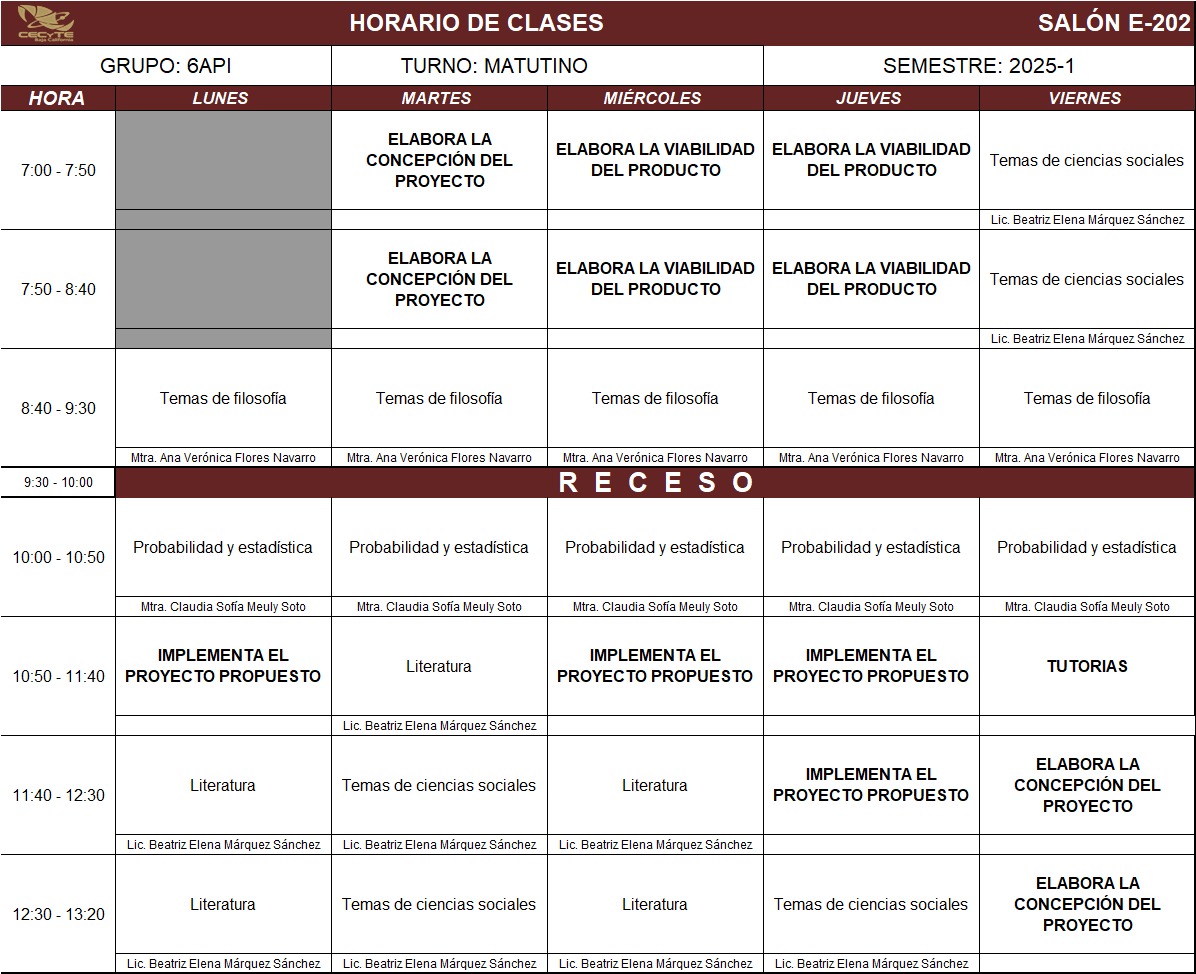 CECyTE
Baja California
HORARIO DE CLASES
SALÓN E-202
GRUPO: 6API
TURNO: MATUTINO
SEMESTRE: 2025-1
HORA
LUNES
MARTES
MIÉRCOLES
JUEVES
VIERNES
7:00 - 7:50
ELABORA LA
CONCEPCIÓN DEL
PROYECTO
ELABORA LA VIABILIDAD
DEL PRODUCTO
ELABORA LA VIABILIDAD
DEL PRODUCTO
Temas de ciencias sociales
Lic. Beatriz Elena Márquez Sánchez
7:50 - 8:40
ELABORA LA
CONCEPCIÓN DEL
PROYECTO
ELABORA LA VIABILIDAD
DEL PRODUCTO
ELABORA LA VIABILIDAD
DEL PRODUCTO
Temas de ciencias sociales
Lic. Beatriz Elena Márquez Sánchez
8:40 - 9:30
Temas de filosofía
Temas de filosofía
Temas de filosofía
Temas de filosofía
Temas de filosofía
Mtra. Ana Verónica Flores Navarro
Mtra. Ana Verónica Flores Navarro
Mtra. Ana Verónica Flores Navarro
Mtra. Ana Verónica Flores Navarro
Mtra. Ana Verónica Flores Navarro
9:30 - 10:00
R E C E S O
10:00 - 10:50
Probabilidad y estadística
Probabilidad y estadística
Probabilidad y estadística
Probabilidad y estadística
Probabilidad y estadística
Mtra. Claudia Sofía Meuly Soto
Mtra. Claudia Sofía Meuly Soto
Mtra. Claudia Sofía Meuly Soto
Mtra. Claudia Sofía Meuly Soto
Mtra. Claudia Sofía Meuly Soto
10:50 - 11:40
IMPLEMENTA EL
PROYECTO PROPUESTO
Literatura
IMPLEMENTA EL
PROYECTO PROPUESTO
IMPLEMENTA EL
PROYECTO PROPUESTO
TUTORIAS
Lic. Beatriz Elena Márquez Sánchez
11:40 - 12:30
Literatura
Temas de ciencias sociales
Literatura
IMPLEMENTA EL
PROYECTO PROPUESTO
ELABORA LA
CONCEPCIÓN DEL
PROYECTO
Lic. Beatriz Elena Márquez Sánchez
Lic. Beatriz Elena Márquez Sánchez
Lic. Beatriz Elena Márquez Sánchez
12:30 - 13:20
Literatura
Temas de ciencias sociales
Literatura
Temas de ciencias sociales
ELABORA LA
CONCEPCIÓN DEL
PROYECTO
Lic. Beatriz Elena Márquez Sánchez
Lic. Beatriz Elena Márquez Sánchez
Lic. Beatriz Elena Márquez Sánchez
Lic. Beatriz Elena Márquez Sánchez